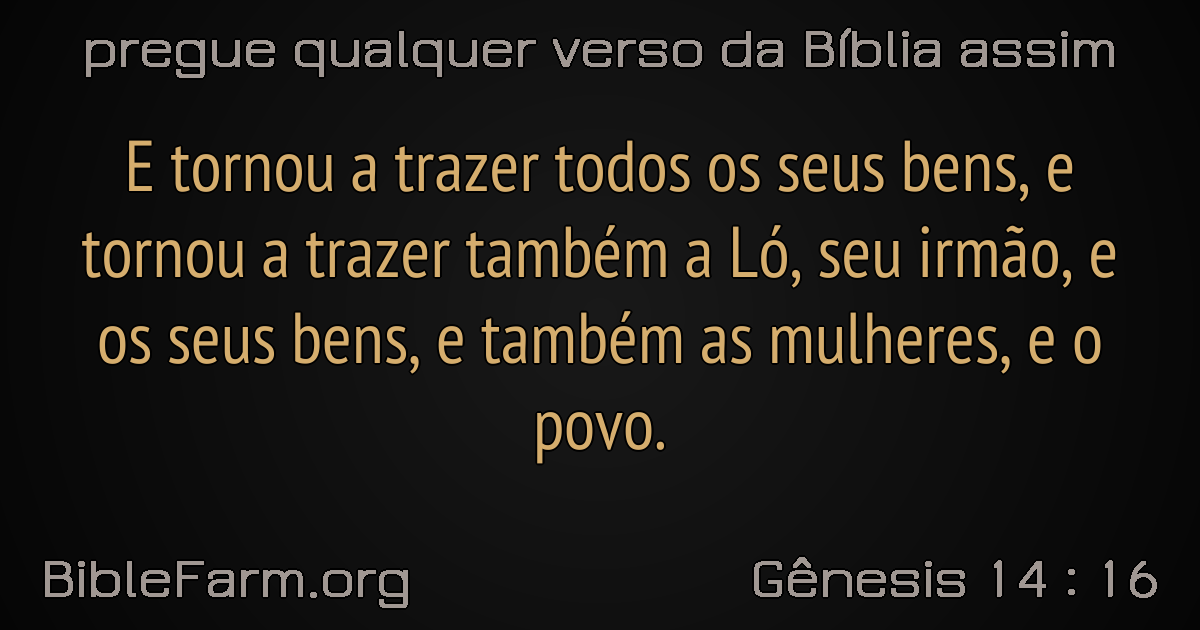 pregue qualquer verso da Bíblia assim
E tornou a trazer todos os seus bens, e
tornou a trazer também a Ló, seu irmão, e
os seus bens, e também as mulheres, e o
povo.
BibleFarm.org
Gênesis 14 : 16